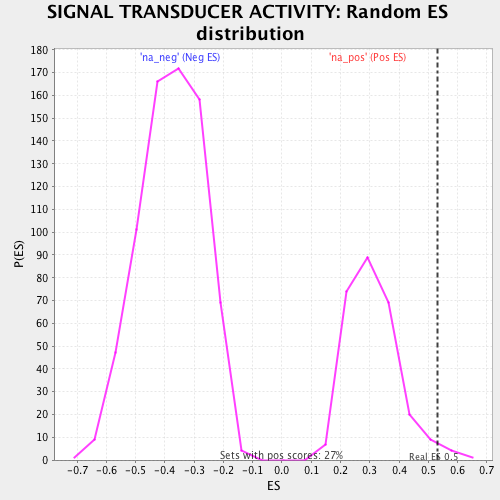 SIGNAL TRANSDUCER ACTIVITY: Random ES
distribution
'na_neg' (Neg ES)
'na_pos' (Pos ES)
P(ES)
180
170
160
150
140
130
120
110
100
90
80
70
60
50
40
30
20
10
0
Sets with pos scores: 27%
Real ES 0.5
-0.7 -0.6 -0.5 -0.4 -0.3 -0.2 -0.1 0.0 0.1 0.2 0.3 0.4 0.5 0.6 0.7
ES